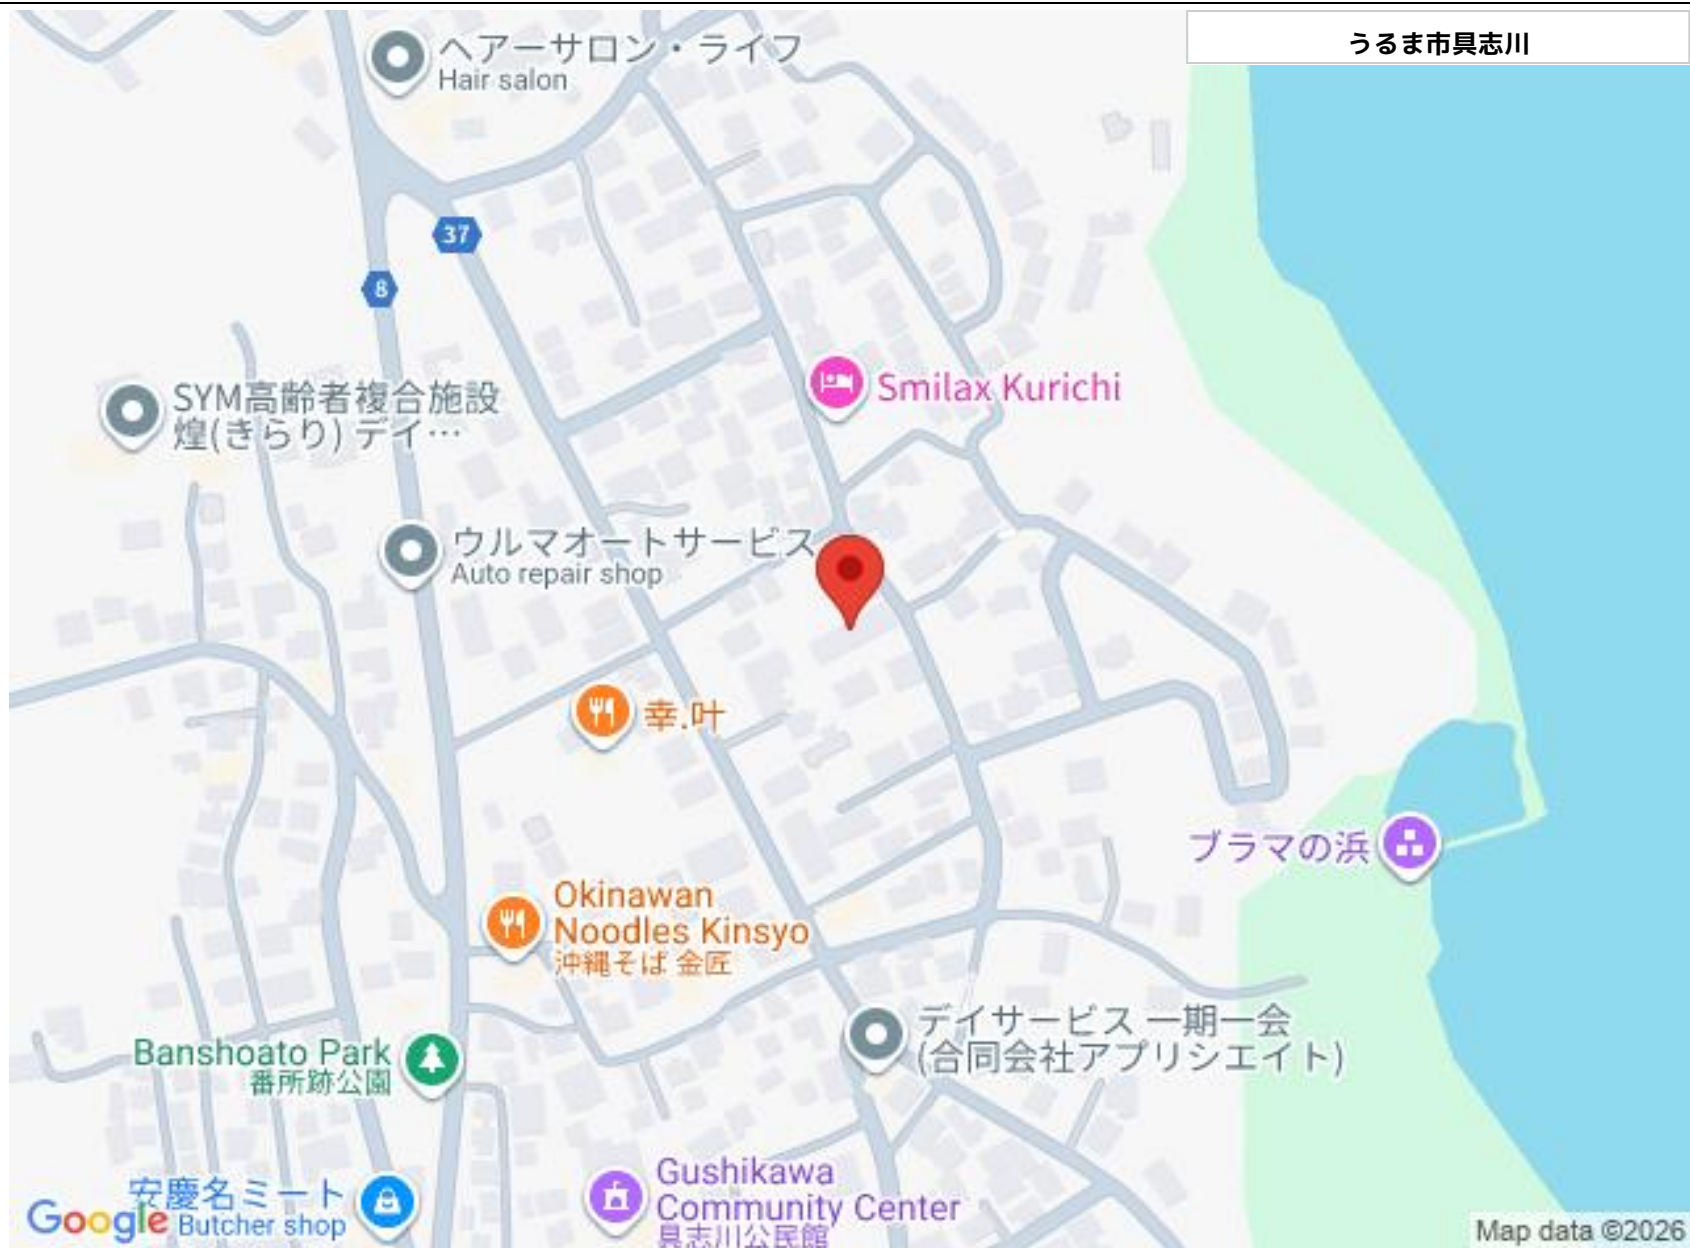 うるま市具志川
ヘアーサロン・ライフ
Hair salon
37
8
SYM高齢者複合施設
煌(きらり) デイ…
Smilax Kurichi
ウルマオートサービス
Auto repair shop
幸.叶
ブラマの浜
Okinawan
Noodles Kinsyo
沖縄そば 金匠
デイサービス 一期一会
(合同会社アプリシエイト)
Banshoato Park
番所跡公園
安慶名ミート
Butcher shop
Gushikawa
Community Center
具志川公民館
Google
Map data ©2026